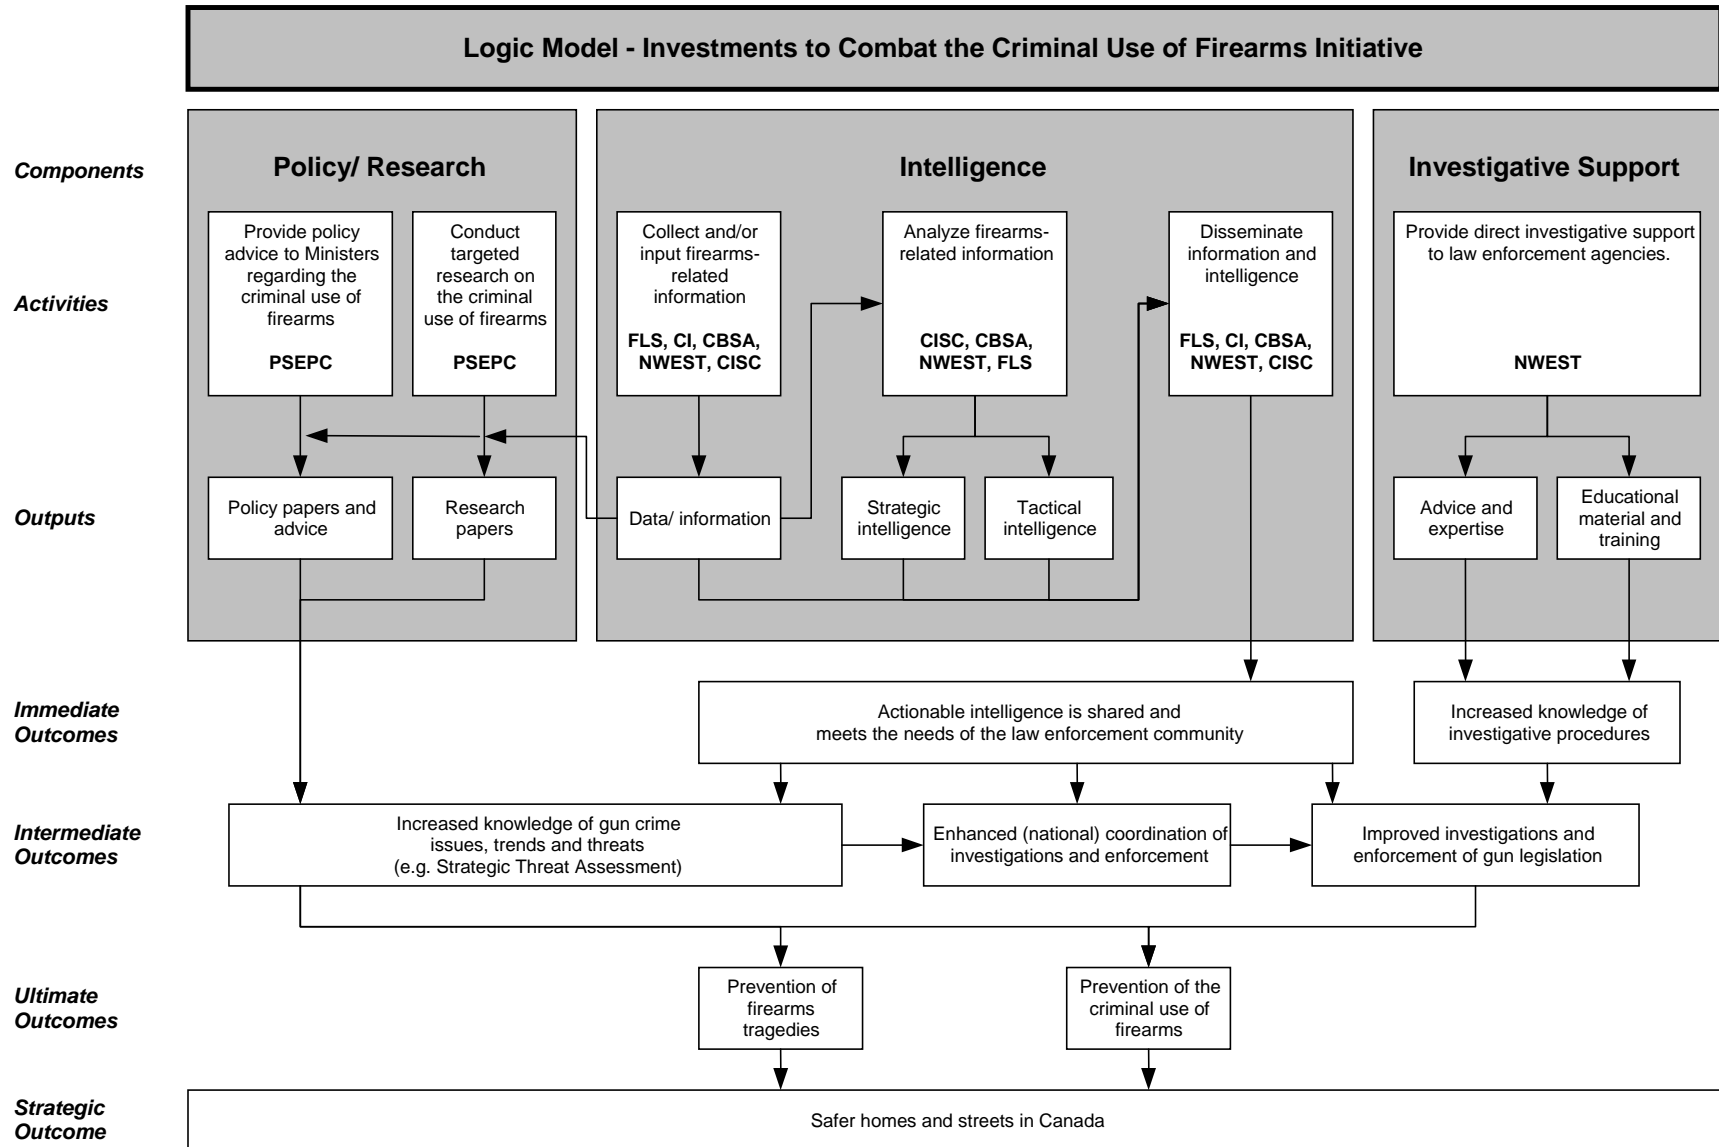 Logic Model - Investments to Combat the Criminal Use of Firearms Initiative
Components
Policy/ Research
Intelligence
Investigative Support
Activities
Provide policy
advice to Ministers
regarding the
criminal use of
firearms
PSEPC
Conduct
targeted
research on
the criminal
use of firearms
PSEPC
Collect and/or
input firearms-
related
information
FLS, CI, CBSA,
NWEST, CISC
Analyze firearms-
related information
CISC, CBSA,
NWEST, FLS
Disseminate
information and
intelligence
FLS, CI, CBSA,
NWEST, CISC
Provide direct investigative support
to law enforcement agencies.
NWEST
Outputs
Policy papers and
advice
Research
papers
Data/ information
Strategic
intelligence
Tactical
intelligence
Advice and
expertise
Educational
material and
training
Immediate
Outcomes
Actionable intelligence is shared and
meets the needs of the law enforcement community
Increased knowledge of
investigative procedures
Intermediate
Outcomes
Increased knowledge of gun crime
issues, trends and threats
(e.g. Strategic Threat Assessment)
Enhanced (national) coordination of
investigations and enforcement
Improved investigations and
enforcement of gun legislation
Ultimate
Outcomes
Prevention of
firearms
tragedies
Prevention of the
criminal use of
firearms
Strategic
Outcome
Safer homes and streets in Canada